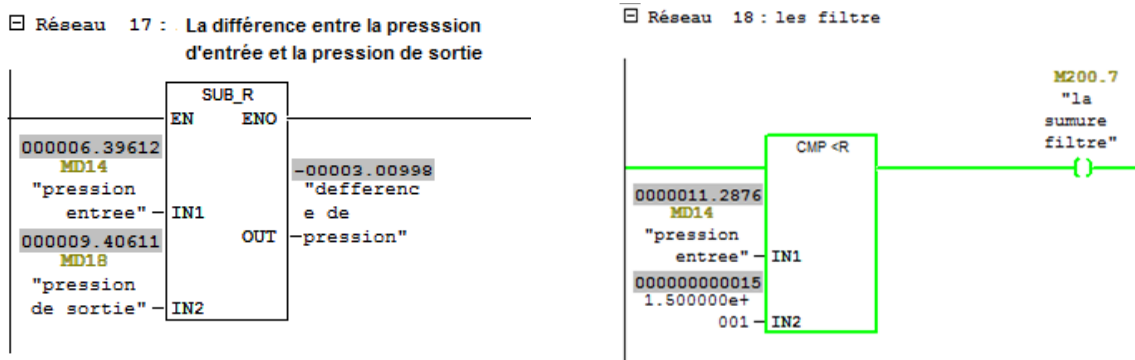 Réseau 17 : La différence entre la presssion
d'entrée et la pression de sortie
SUB_R
EN ENO
000006.39612
MD14
"pression
entree" IN1
000009.40611
MD18
"pression
de sortie" IN2
-00003.00998
"defferenc
e de
OUT pression"
Réseau 18 : les filtre
M200.7
"la
sumure
filtre"
CMP <R
0000011.2876
MD14
"pression
entree" IN1
000000000015
1.500000e+
001 IN2